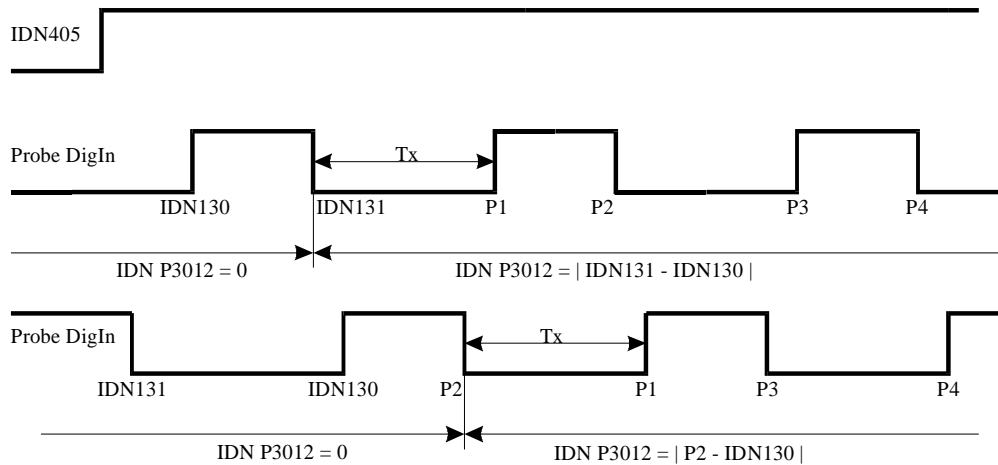 IDN405
Probe DigIn
Tx
IDN130 IDN131 P1 P2 P3 P4
IDN P3012 = 0 IDN P3012 = | IDN131 - IDN130 |
Probe DigIn
Tx
IDN131 IDN130 P2 P1 P3 P4
IDN P3012 = 0 IDN P3012 = | P2 - IDN130 |